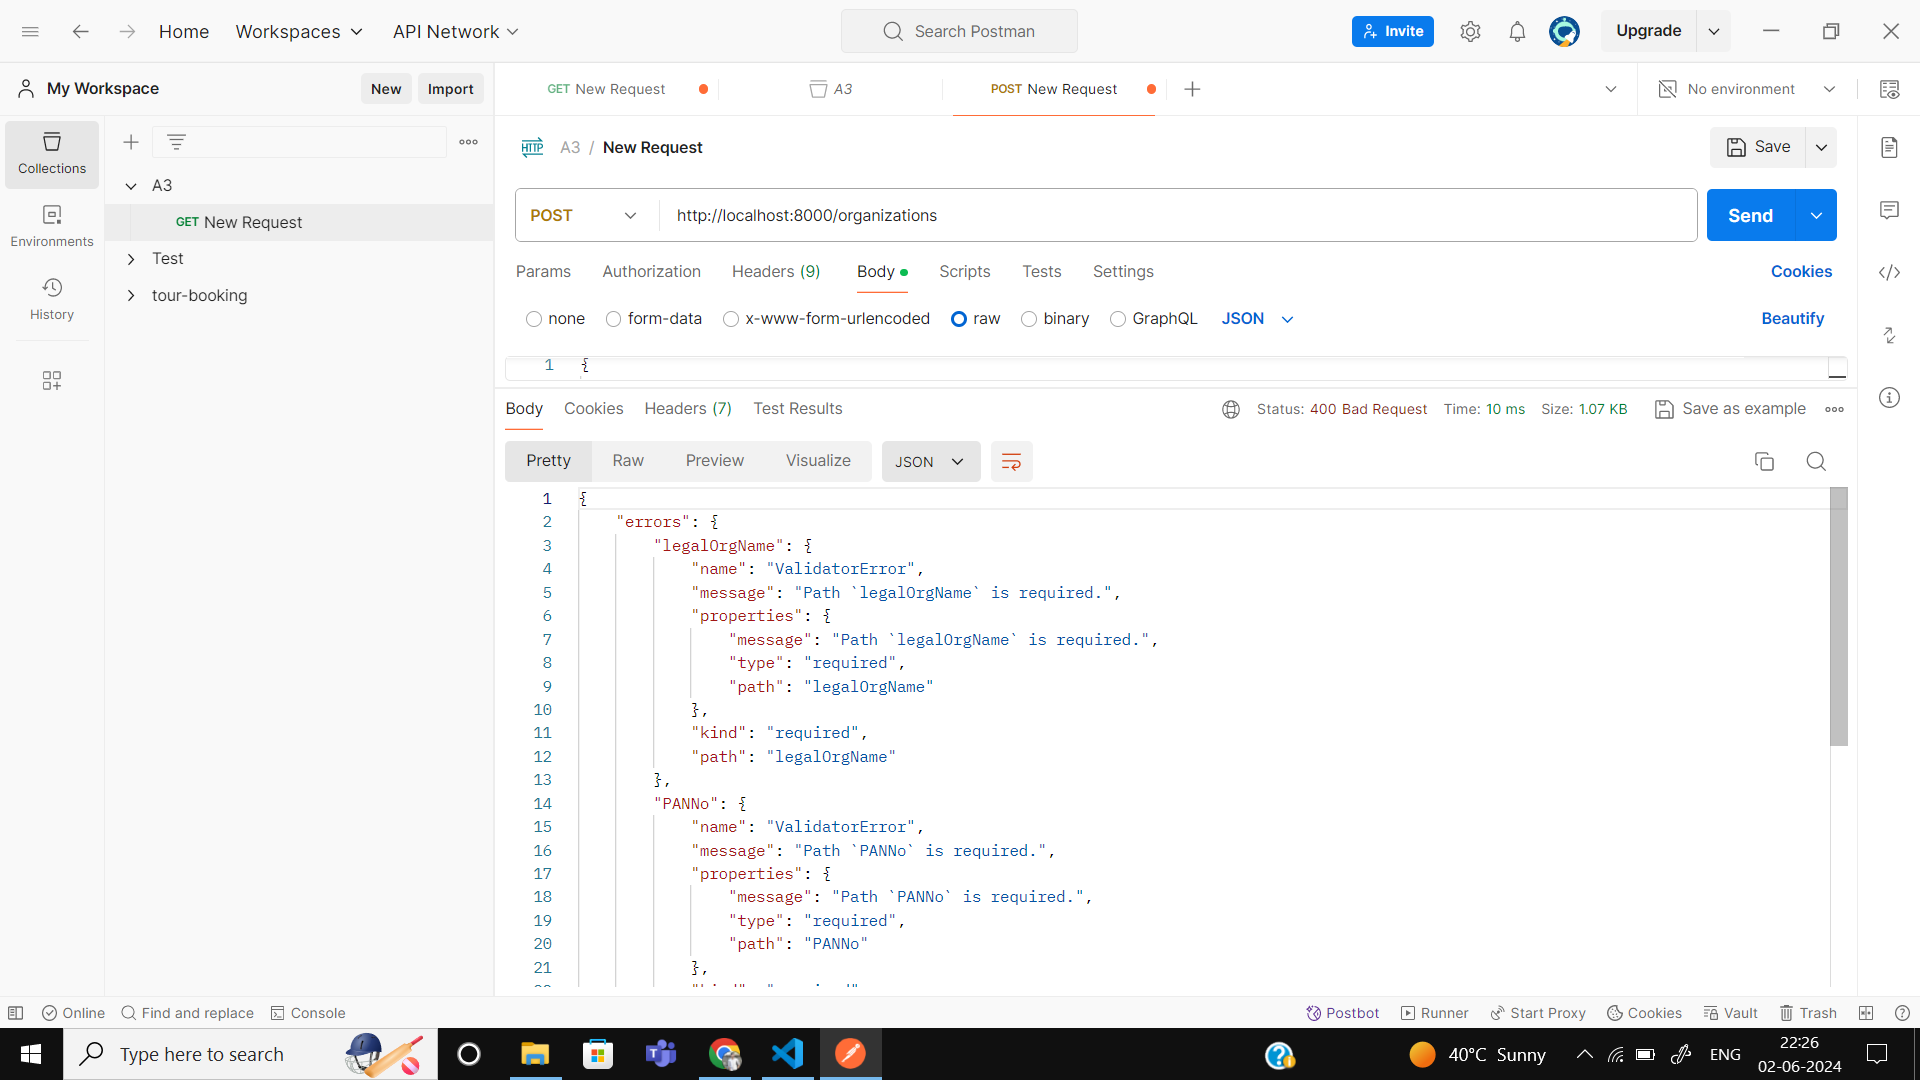 Home Workspaces API Network Search Postman Invite Upgrade
My Workspace New Import GET New Request A3 POST New Request No environment
Collections
Environments
History
A3
GET New Request
Test
tour-booking
HTTP A3 / New Request Save
POST http://localhost:8000/organizations Send
Params Authorization Headers (9) Body Scripts Tests Settings Cookies
none form-data x-www-form-urlencoded raw binary GraphQL JSON Beautify
1 {
Body Cookies Headers (7) Test Results Status: 400 Bad Request Time: 10 ms Size: 1.07 KB Save as example
Pretty Raw Preview Visualize JSON
1 {
2 "errors": {
3 "legalOrgName": {
4 "name": "ValidatorError",
5 "message": "Path `legalOrgName` is required.",
6 "properties": {
7 "message": "Path `legalOrgName` is required.",
8 "type": "required",
9 "path": "legalOrgName"
10 },
11 "kind": "required",
12 "path": "legalOrgName"
13 },
14 "PANNo": {
15 "name": "ValidatorError",
16 "message": "Path `PANNo` is required.",
17 "properties": {
18 "message": "Path `PANNo` is required.",
19 "type": "required",
20 "path": "PANNo"
21 },
Online Find and replace Console Postbot Runner Start Proxy Cookies Vault Trash
Type here to search 40°C Sunny ENG 22:26
02-06-2024